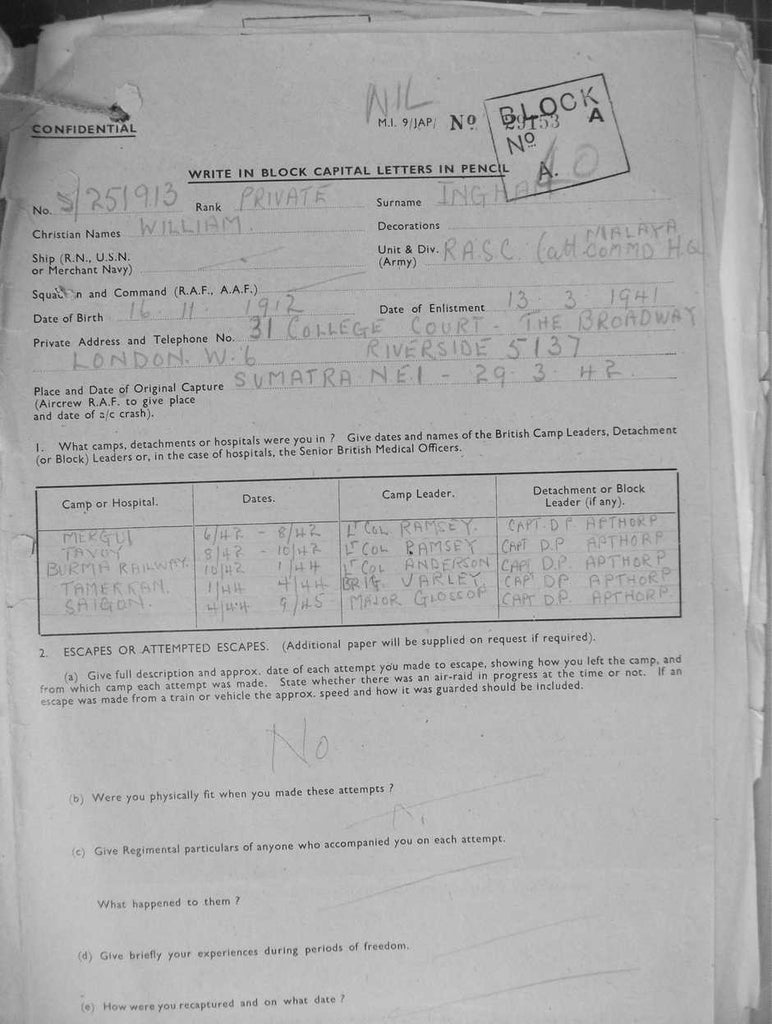 NIL
CONFIDENTIAL
M.I. 9/JAP/ No 29153
BLOCK
No A
A.
WRITE IN BLOCK CAPITAL LETTERS IN PENCIL
No. S/251913 Rank PRIVATE Surname INGHAM
Christian Names WILLIAM Decorations
Ship (R.N., U.S.N. or Merchant Navy) Unit & Div. (Army) R.A.S.C (att. COMMD H.Q MALAYA
Squadron and Command (R.A.F., A.A.F.)
Date of Birth 16 . 11 . 1912 Date of Enlistment 13 . 3 . 1941
Private Address and Telephone No. 31 COLLEGE COURT - THE BROADWAY
LONDON. W.6 RIVERSIDE 5137
Place and Date of Original Capture SUMATRA NEI - 29.3.42.
(Aircrew R.A.F. to give place
and date of a/c crash).
1. What camps, detachments or hospitals were you in ? Give dates and names of the British Camp Leaders, Detachment
(or Block) Leaders or, in the case of hospitals, the Senior British Medical Officers.
Camp or Hospital. Dates. Camp Leader. Detachment or Block Leader (if any).
MERGUI 6/42 - 8/42 LT COL RAMSEY. CAPT. D.P. APTHORP
TAVOY 8/42 - 10/42 LT COL RAMSEY CAPT D.P. APTHORP
BURMA RAILWAY. 10/42 1/44 LT COL ANDERSON CAPT D.P. APTHORP
TAMERKAN. 1/44 4/44 BRIG. VARLEY. CAPT DP APTHORP
SAIGON. 4/44 9/45 MAJOR GLOSSOP CAPT D.P. APTHORP
2. ESCAPES OR ATTEMPTED ESCAPES. (Additional paper will be supplied on request if required).
(a) Give full description and approx. date of each attempt you made to escape, showing how you left the camp, and
from which camp each attempt was made. State whether there was an air-raid in progress at the time or not. If an
escape was made from a train or vehicle the approx. speed and how it was guarded should be included.
No
(b) Were you physically fit when you made these attempts ?
(c) Give Regimental particulars of anyone who accompanied you on each attempt.
What happened to them ?
(d) Give briefly your experiences during periods of freedom.
(e) How were you recaptured and on what date ?